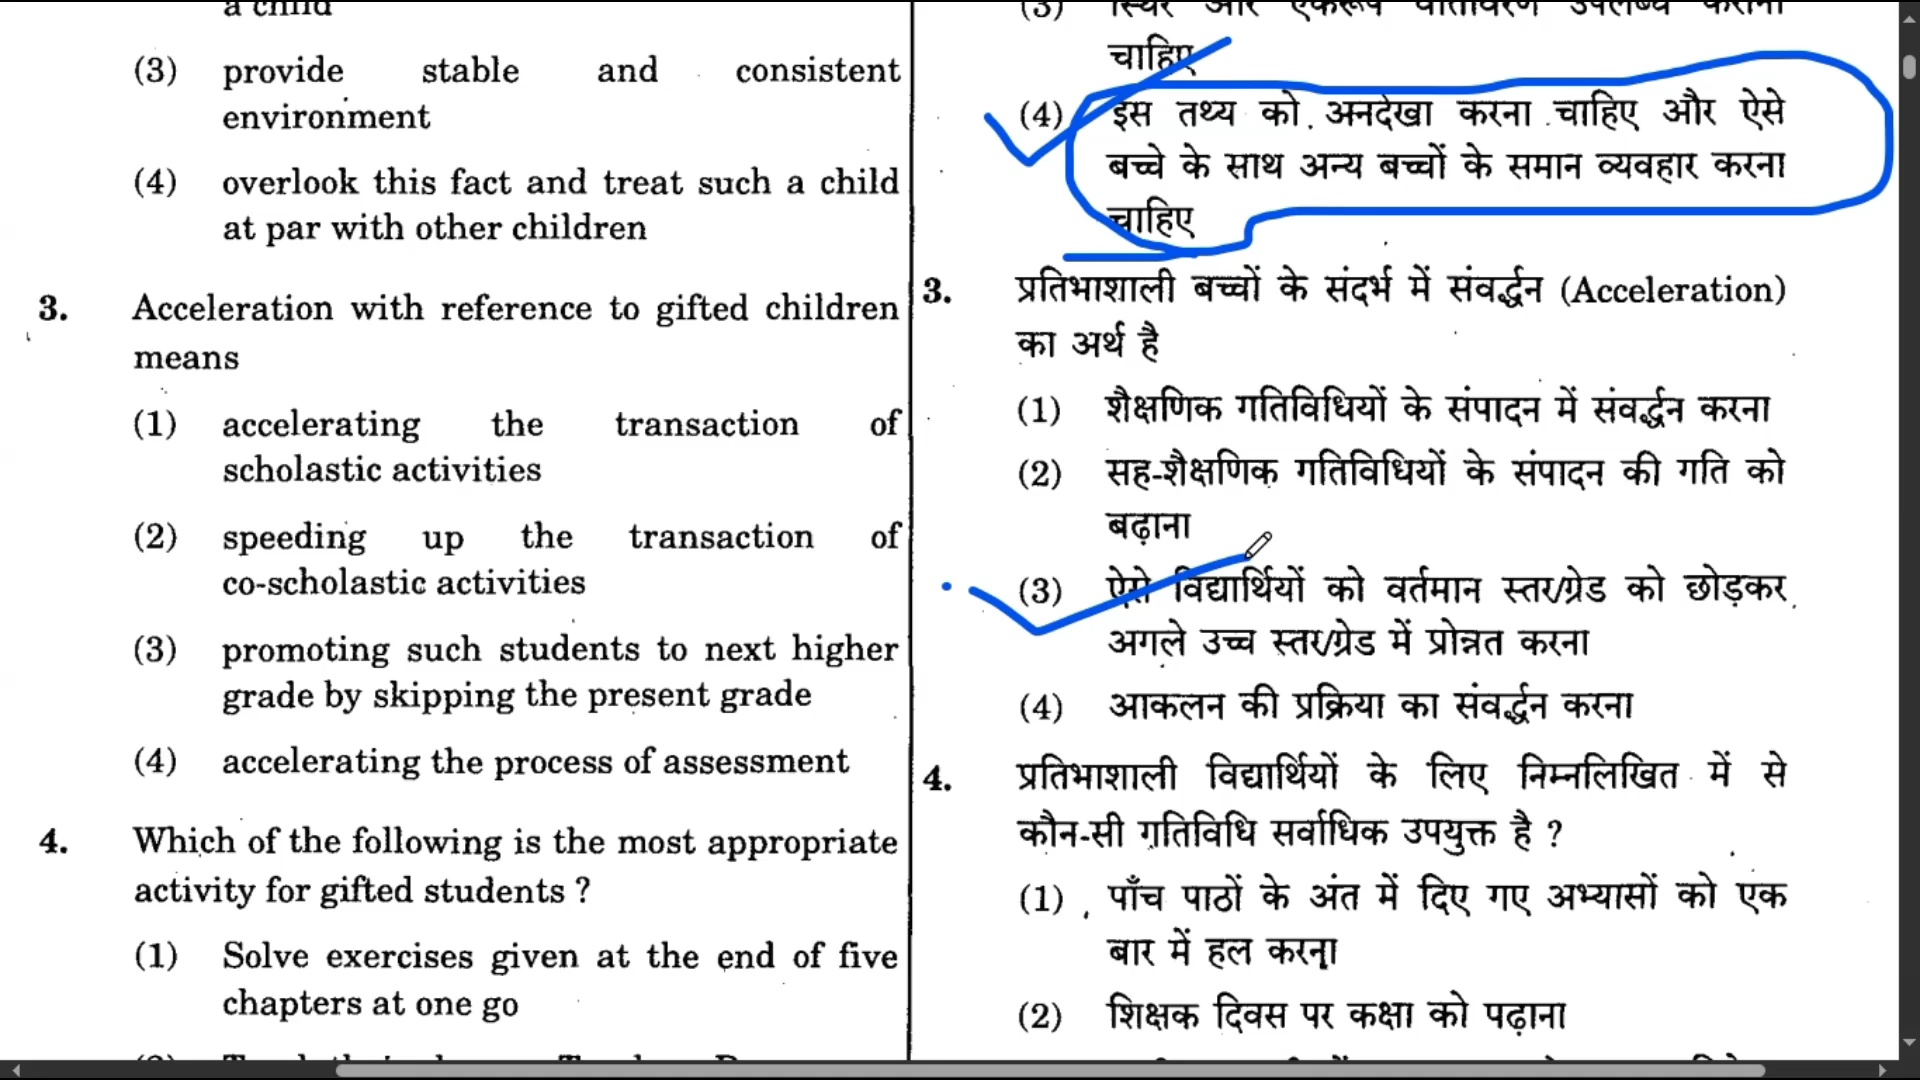 a child
(3) provide stable and consistent
environment
(4) overlook this fact and treat such a child
at par with other children
3. Acceleration with reference to gifted children
means
(1) accelerating the transaction of
scholastic activities
(2) speeding up the transaction of
co-scholastic activities
(3) promoting such students to next higher
grade by skipping the present grade
(4) accelerating the process of assessment
4. Which of the following is the most appropriate
activity for gifted students ?
(1) Solve exercises given at the end of five
chapters at one go
(3) स्थिर और एकरूप वातावरण उपलब्ध कराना
चाहिए
(4) इस तथ्य को अनदेखा करना चाहिए और ऐसे
बच्चे के साथ अन्य बच्चों के समान व्यवहार करना
चाहिए
3. प्रतिभाशाली बच्चों के संदर्भ में संवर्द्धन (Acceleration)
का अर्थ है
(1) शैक्षणिक गतिविधियों के संपादन में संवर्द्धन करना
(2) सह-शैक्षणिक गतिविधियों के संपादन की गति को
बढ़ाना
(3) ऐसे विद्यार्थियों को वर्तमान स्तर/ग्रेड को छोड़कर
अगले उच्च स्तर/ग्रेड में प्रोन्नत करना
(4) आकलन की प्रक्रिया का संवर्द्धन करना
4. प्रतिभाशाली विद्यार्थियों के लिए निम्नलिखित में से
कौन-सी गतिविधि सर्वाधिक उपयुक्त है ?
(1) पाँच पाठों के अंत में दिए गए अभ्यासों को एक
बार में हल करना
(2) शिक्षक दिवस पर कक्षा को पढ़ाना